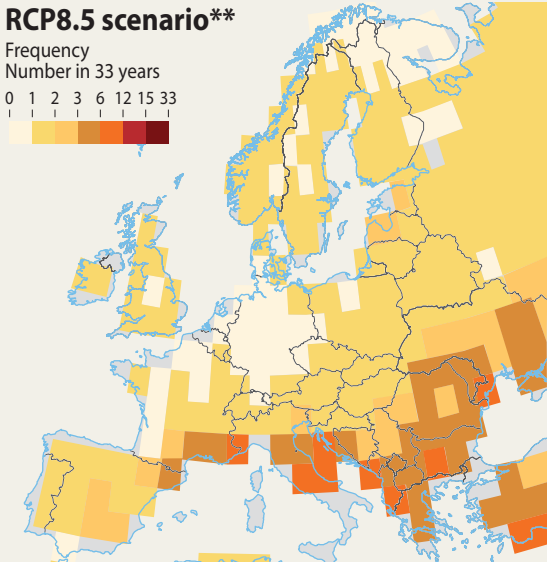 RCP8.5 scenario**
Frequency
Number in 33 years
0 1 2 3 6 12 15 33